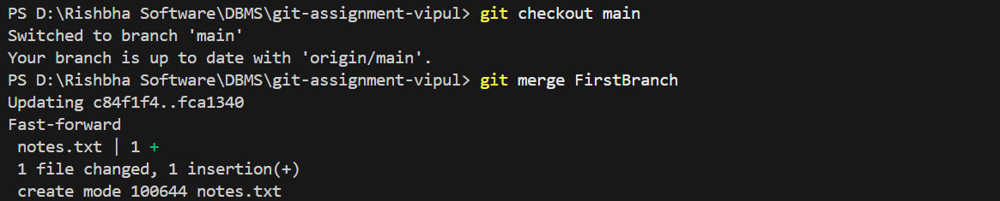 PS D:\Rishbha Software\DBMS\git-assignment-vipul> git checkout main
Switched to branch 'main'
Your branch is up to date with 'origin/main'.
PS D:\Rishbha Software\DBMS\git-assignment-vipul> git merge FirstBranch
Updating c84f1f4..fca1340
Fast-forward
 notes.txt | 1 +
 1 file changed, 1 insertion(+)
 create mode 100644 notes.txt